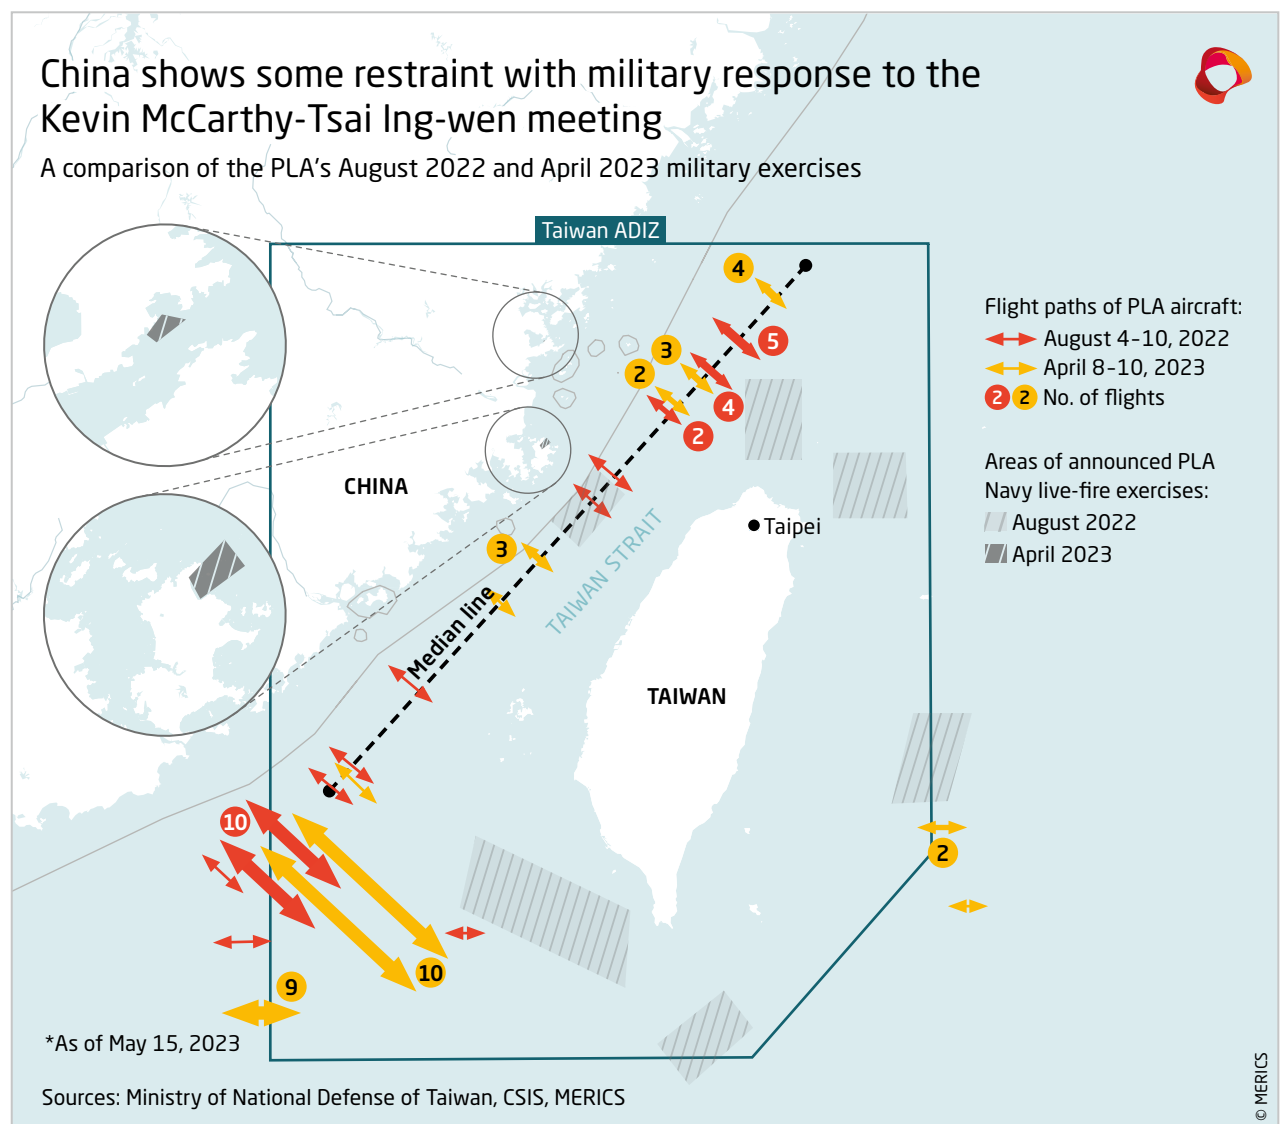 China shows some restraint with military response to the
Kevin McCarthy-Tsai Ing-wen meeting
A comparison of the PLA's August 2022 and April 2023 military exercises
Taiwan ADIZ
4
5
3
2
4
2
Flight paths of PLA aircraft:
August 4–10, 2022
April 8–10, 2023
2 2 No. of flights
Areas of announced PLA
Navy live-fire exercises:
August 2022
April 2023
CHINA
Taipei
3
TAIWAN STRAIT
Median line
TAIWAN
10
2
10
9
*As of May 15, 2023
Sources: Ministry of National Defense of Taiwan, CSIS, MERICS
© MERICS